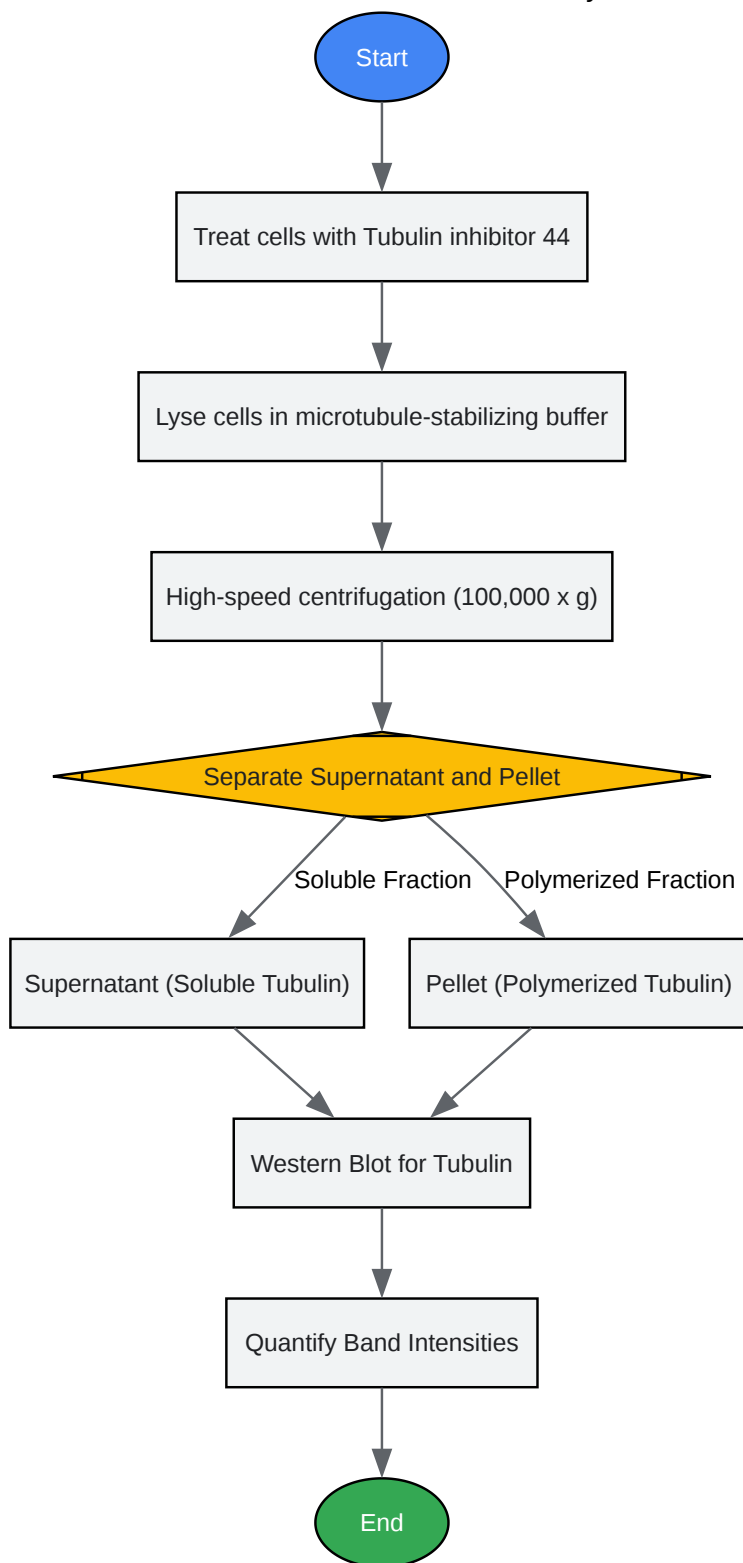 Start
Treat cells with Tubulin inhibitor 44
Lyse cells in microtubule-stabilizing buffer
High-speed centrifugation (100,000 x g)
Separate Supernatant and Pellet
Soluble Fraction
Polymerized Fraction
Supernatant (Soluble Tubulin)
Pellet (Polymerized Tubulin)
Western Blot for Tubulin
Quantify Band Intensities
End